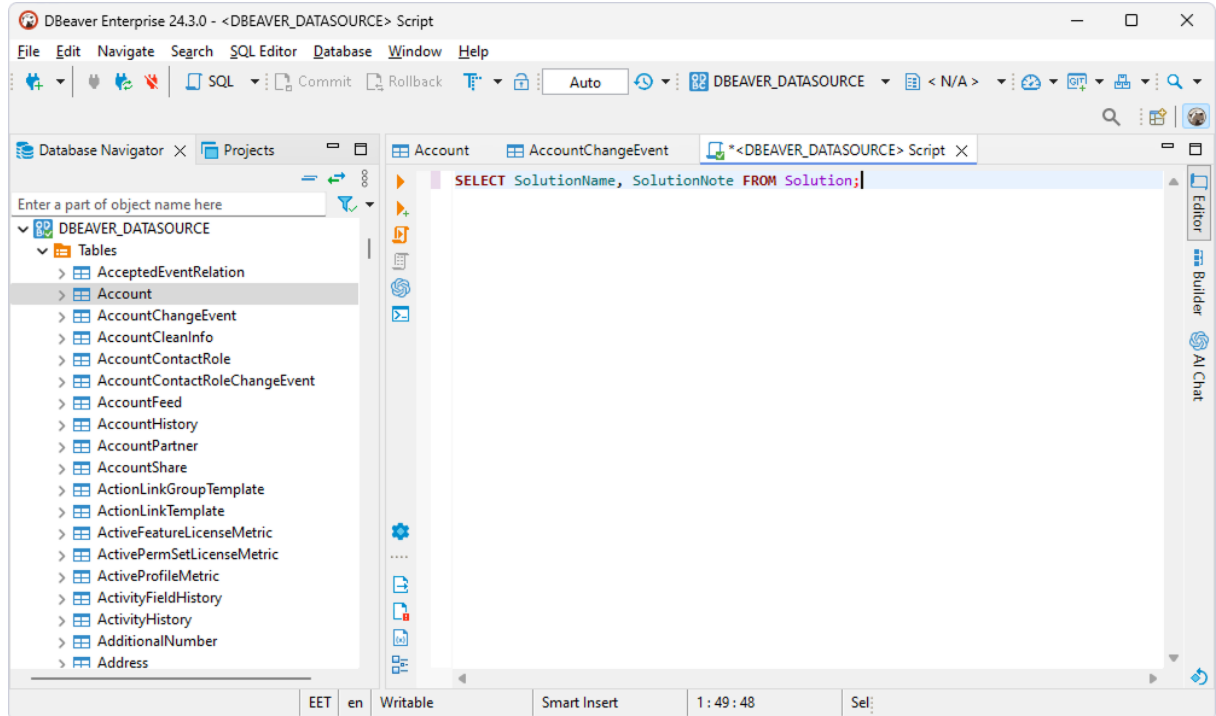 DBeaver Enterprise 24.3.0 - <DBEAVER_DATASOURCE> Script
File Edit Navigate Search SQL Editor Database Window Help
SQL Commit Rollback Auto DBEAVER_DATASOURCE < N/A > GIT
Database Navigator Projects
Account AccountChangeEvent *<DBEAVER_DATASOURCE> Script
Enter a part of object name here
DBEAVER_DATASOURCE
Tables
AcceptedEventRelation
Account
AccountChangeEvent
AccountCleanInfo
AccountContactRole
AccountContactRoleChangeEvent
AccountFeed
AccountHistory
AccountPartner
AccountShare
ActionLinkGroupTemplate
ActionLinkTemplate
ActiveFeatureLicenseMetric
ActivePermSetLicenseMetric
ActiveProfileMetric
ActivityFieldHistory
ActivityHistory
AdditionalNumber
Address
SELECT SolutionName, SolutionNote FROM Solution;
Editor
Builder
AI Chat
EET en Writable Smart Insert 1 : 49 : 48 Sel: